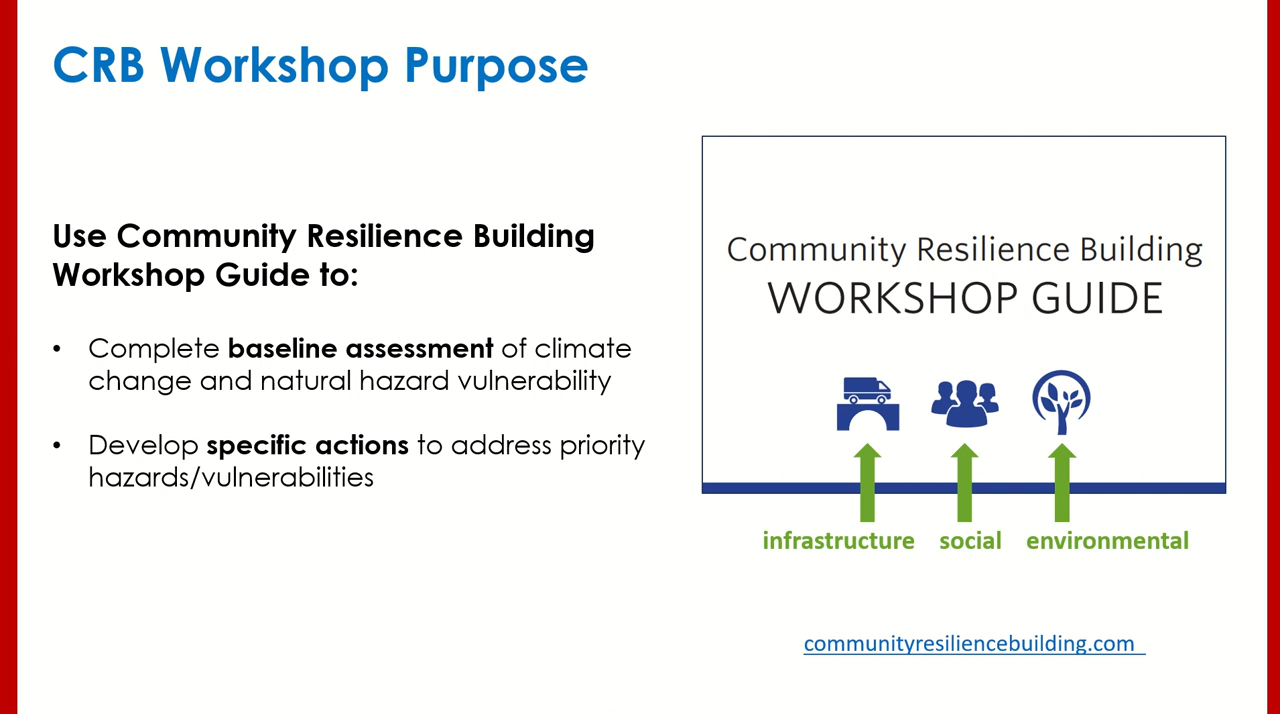 CRB Workshop Purpose
Use Community Resilience Building
Workshop Guide to:
• Complete baseline assessment of climate
change and natural hazard vulnerability
• Develop specific actions to address priority
hazards/vulnerabilities
Community Resilience Building
WORKSHOP GUIDE
infrastructure social environmental
communityresiliencebuilding.com